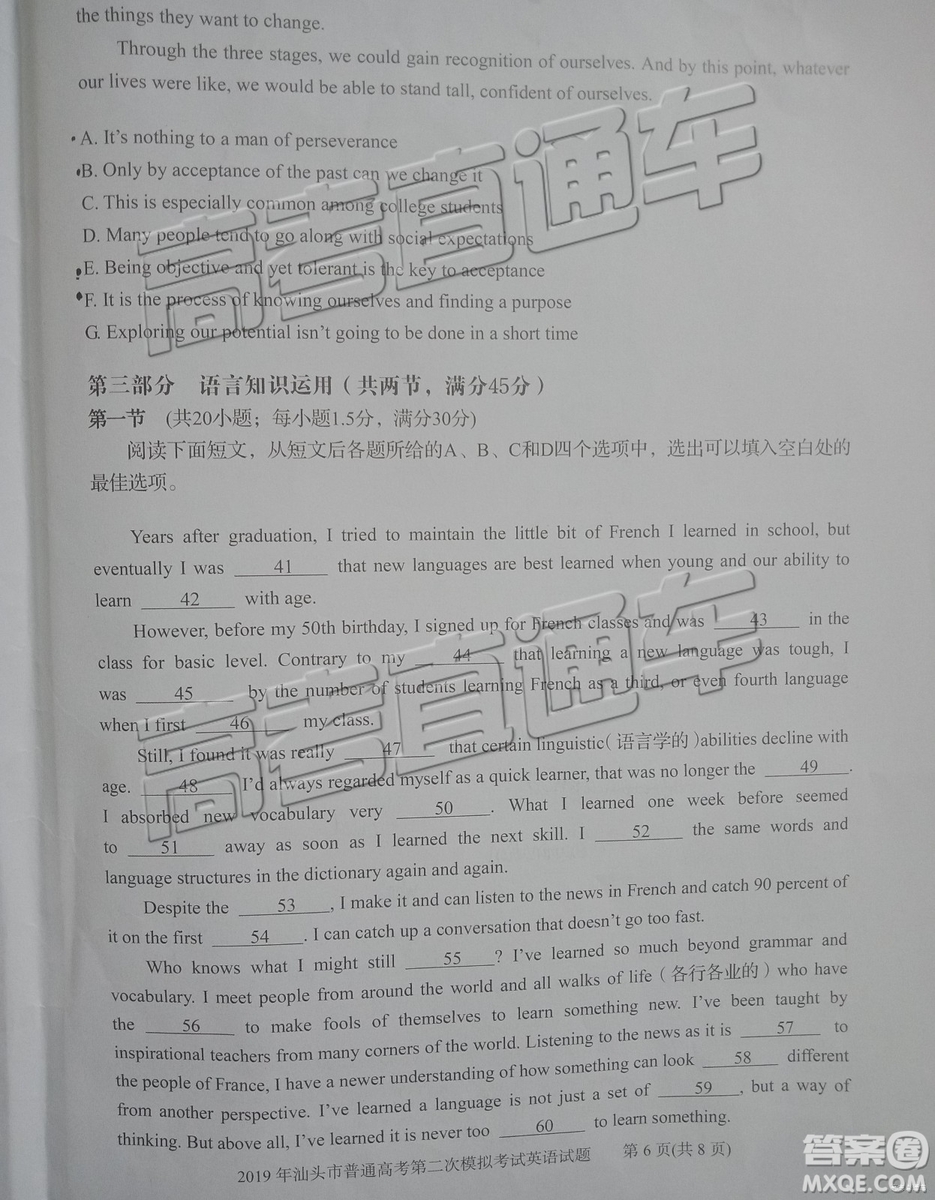 the things they want to change.
Through the three stages, we could gain recognition of ourselves. And by this point, whatever
our lives were like, we would be able to stand tall, confident of ourselves.
A. It's nothing to a man of perseverance
B. Only by acceptance of the past can we change it
C. This is especially common among college students
D. Many people tend to go along with social expectations
E. Being objective and yet tolerant is the key to acceptance
F. It is the process of knowing ourselves and finding a purpose
G. Exploring our potential isn't going to be done in a short time
高考直通车
第三部分 语言知识运用（共两节，满分45分）
第一节 (共20小题；每小题1.5分，满分30分)
阅读下面短文，从短文后各题所给的A、B、C和D四个选项中，选出可以填入空白处的
最佳选项。
Years after graduation, I tried to maintain the little bit of French I learned in school, but
eventually I was 41 that new languages are best learned when young and our ability to
learn 42 with age.
However, before my 50th birthday, I signed up for French classes and was 43 in the
class for basic level. Contrary to my 44 that learning a new language was tough, I
was 45 by the number of students learning French as a third, or even fourth language
when I first 46 my class.
高考直通车
Still, I found it was really 47 that certain linguistic(语言学的)abilities decline with
age. 48 I'd always regarded myself as a quick learner, that was no longer the 49.
I absorbed new vocabulary very 50. What I learned one week before seemed
to 51 away as soon as I learned the next skill. I 52 the same words and
language structures in the dictionary again and again.
Despite the 53, I make it and can listen to the news in French and catch 90 percent of
it on the first 54. I can catch up a conversation that doesn't go too fast.
Who knows what I might still 55? I've learned so much beyond grammar and
vocabulary. I meet people from around the world and all walks of life（各行各业的）who have
the 56 to make fools of themselves to learn something new. I've been taught by
inspirational teachers from many corners of the world. Listening to the news as it is 57 to
the people of France, I have a newer understanding of how something can look 58 different
from another perspective. I've learned a language is not just a set of 59, but a way of
thinking. But above all, I've learned it is never too 60 to learn something.
2019年汕头市普通高考第二次模拟考试英语试题 第6页(共8页)
答案圈
MXQE.COM